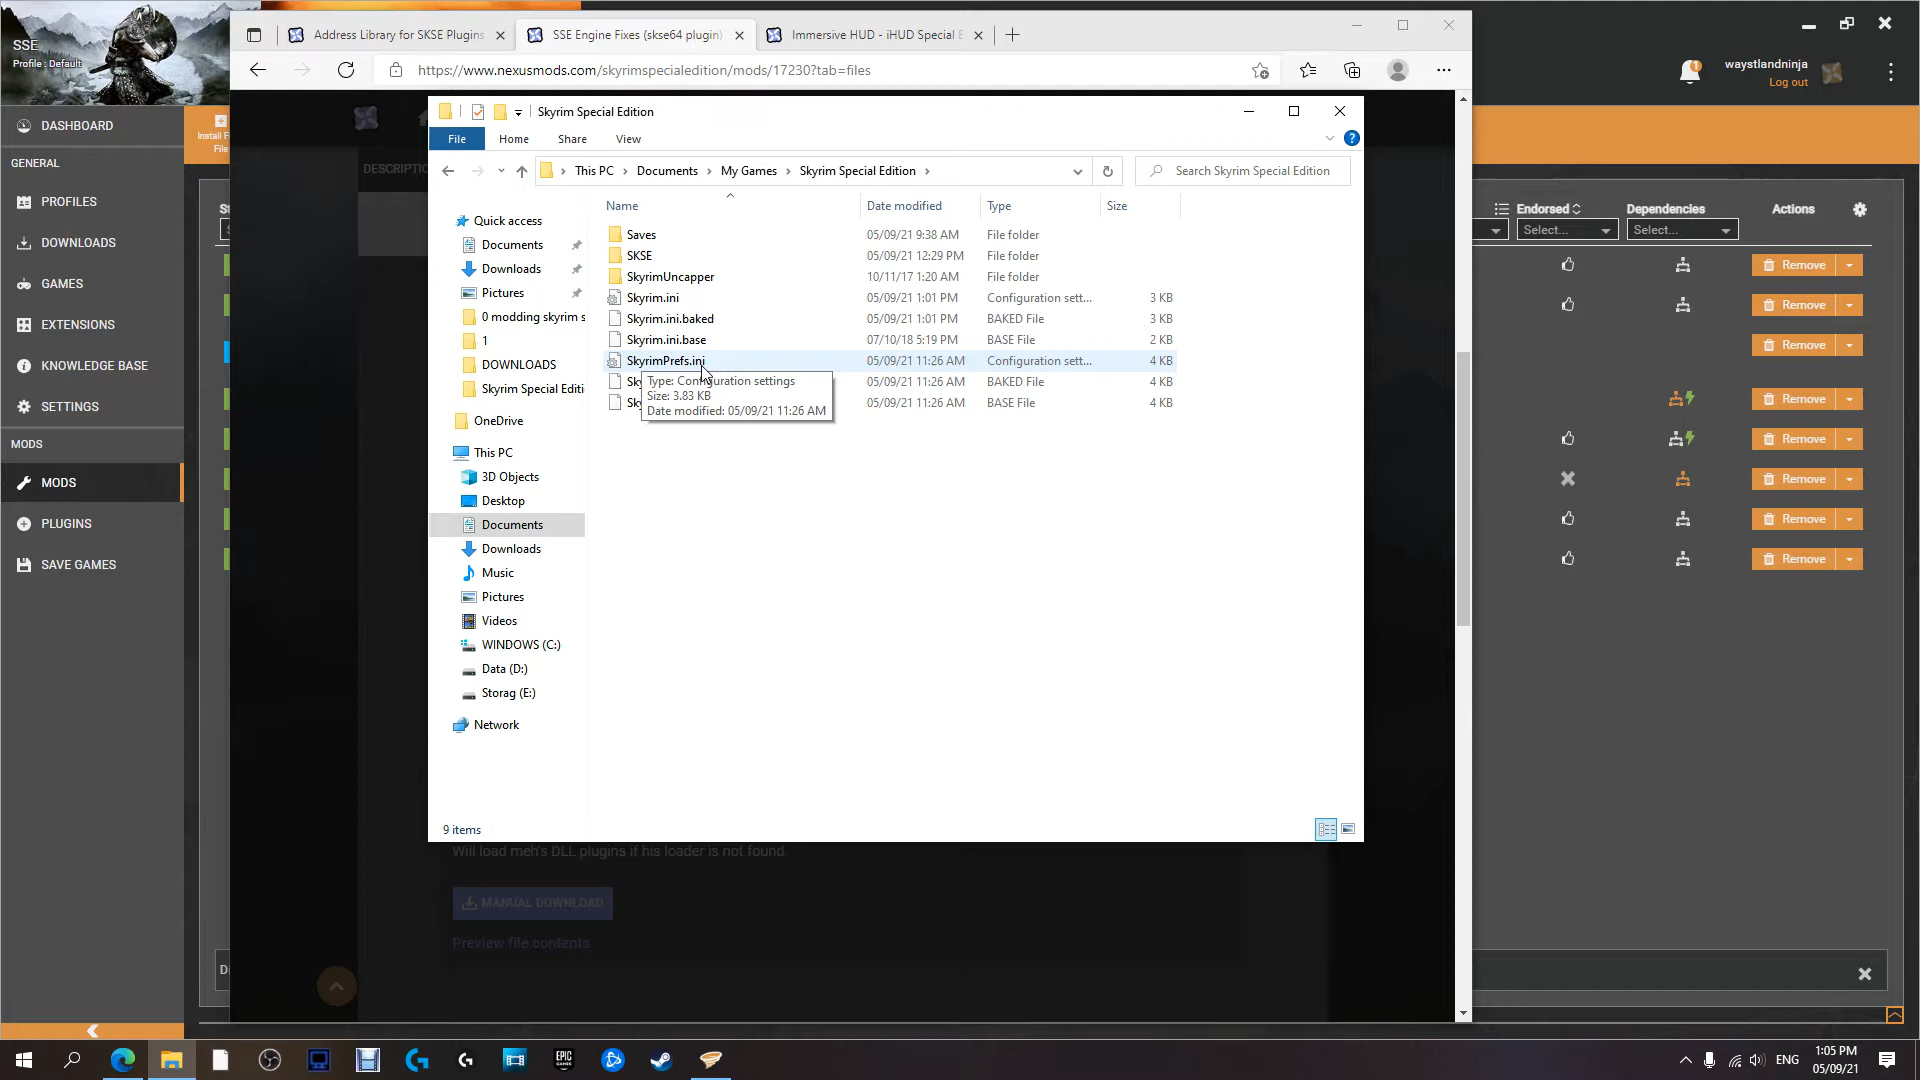 SSE
Profile : Default
Address Library for SKSE Plugins
SSE Engine Fixes (skse64 plugin)
Immersive HUD - iHUD Special E
https://www.nexusmods.com/skyrimspecialedition/mods/17230?tab=files
waystlandninja
Log out
DASHBOARD
GENERAL
PROFILES
DOWNLOADS
GAMES
EXTENSIONS
KNOWLEDGE BASE
SETTINGS
MODS
MODS
PLUGINS
SAVE GAMES
Install F
File
DESCRIPTIO
Skyrim Special Edition
File
Home
Share
View
This PC
Documents
My Games
Skyrim Special Edition
Search Skyrim Special Edition
Name
Date modified
Type
Size
Quick access
Documents
Downloads
Pictures
0 modding skyrim s
1
DOWNLOADS
Skyrim Special Editi
OneDrive
This PC
3D Objects
Desktop
Documents
Downloads
Music
Pictures
Videos
WINDOWS (C:)
Data (D:)
Storag (E:)
Network
Saves 05/09/21 9:38 AM File folder
SKSE 05/09/21 12:29 PM File folder
SkyrimUncapper 10/11/17 1:20 AM File folder
Skyrim.ini 05/09/21 1:01 PM Configuration sett... 3 KB
Skyrim.ini.baked 05/09/21 1:01 PM BAKED File 3 KB
Skyrim.ini.base 07/10/18 5:19 PM BASE File 2 KB
SkyrimPrefs.ini 05/09/21 11:26 AM Configuration sett... 4 KB
Sk 05/09/21 11:26 AM BAKED File 4 KB
Sk 05/09/21 11:26 AM BASE File 4 KB
Type: Configuration settings
Size: 3.83 KB
Date modified: 05/09/21 11:26 AM
9 items
Will load meh's DLL plugins if his loader is not found.
MANUAL DOWNLOAD
Preview file contents
Endorsed
Dependencies
Actions
Select...
Select...
Remove
Remove
Remove
Remove
Remove
Remove
Remove
Remove
EPIC
GAMES
ENG
1:05 PM
05/09/21